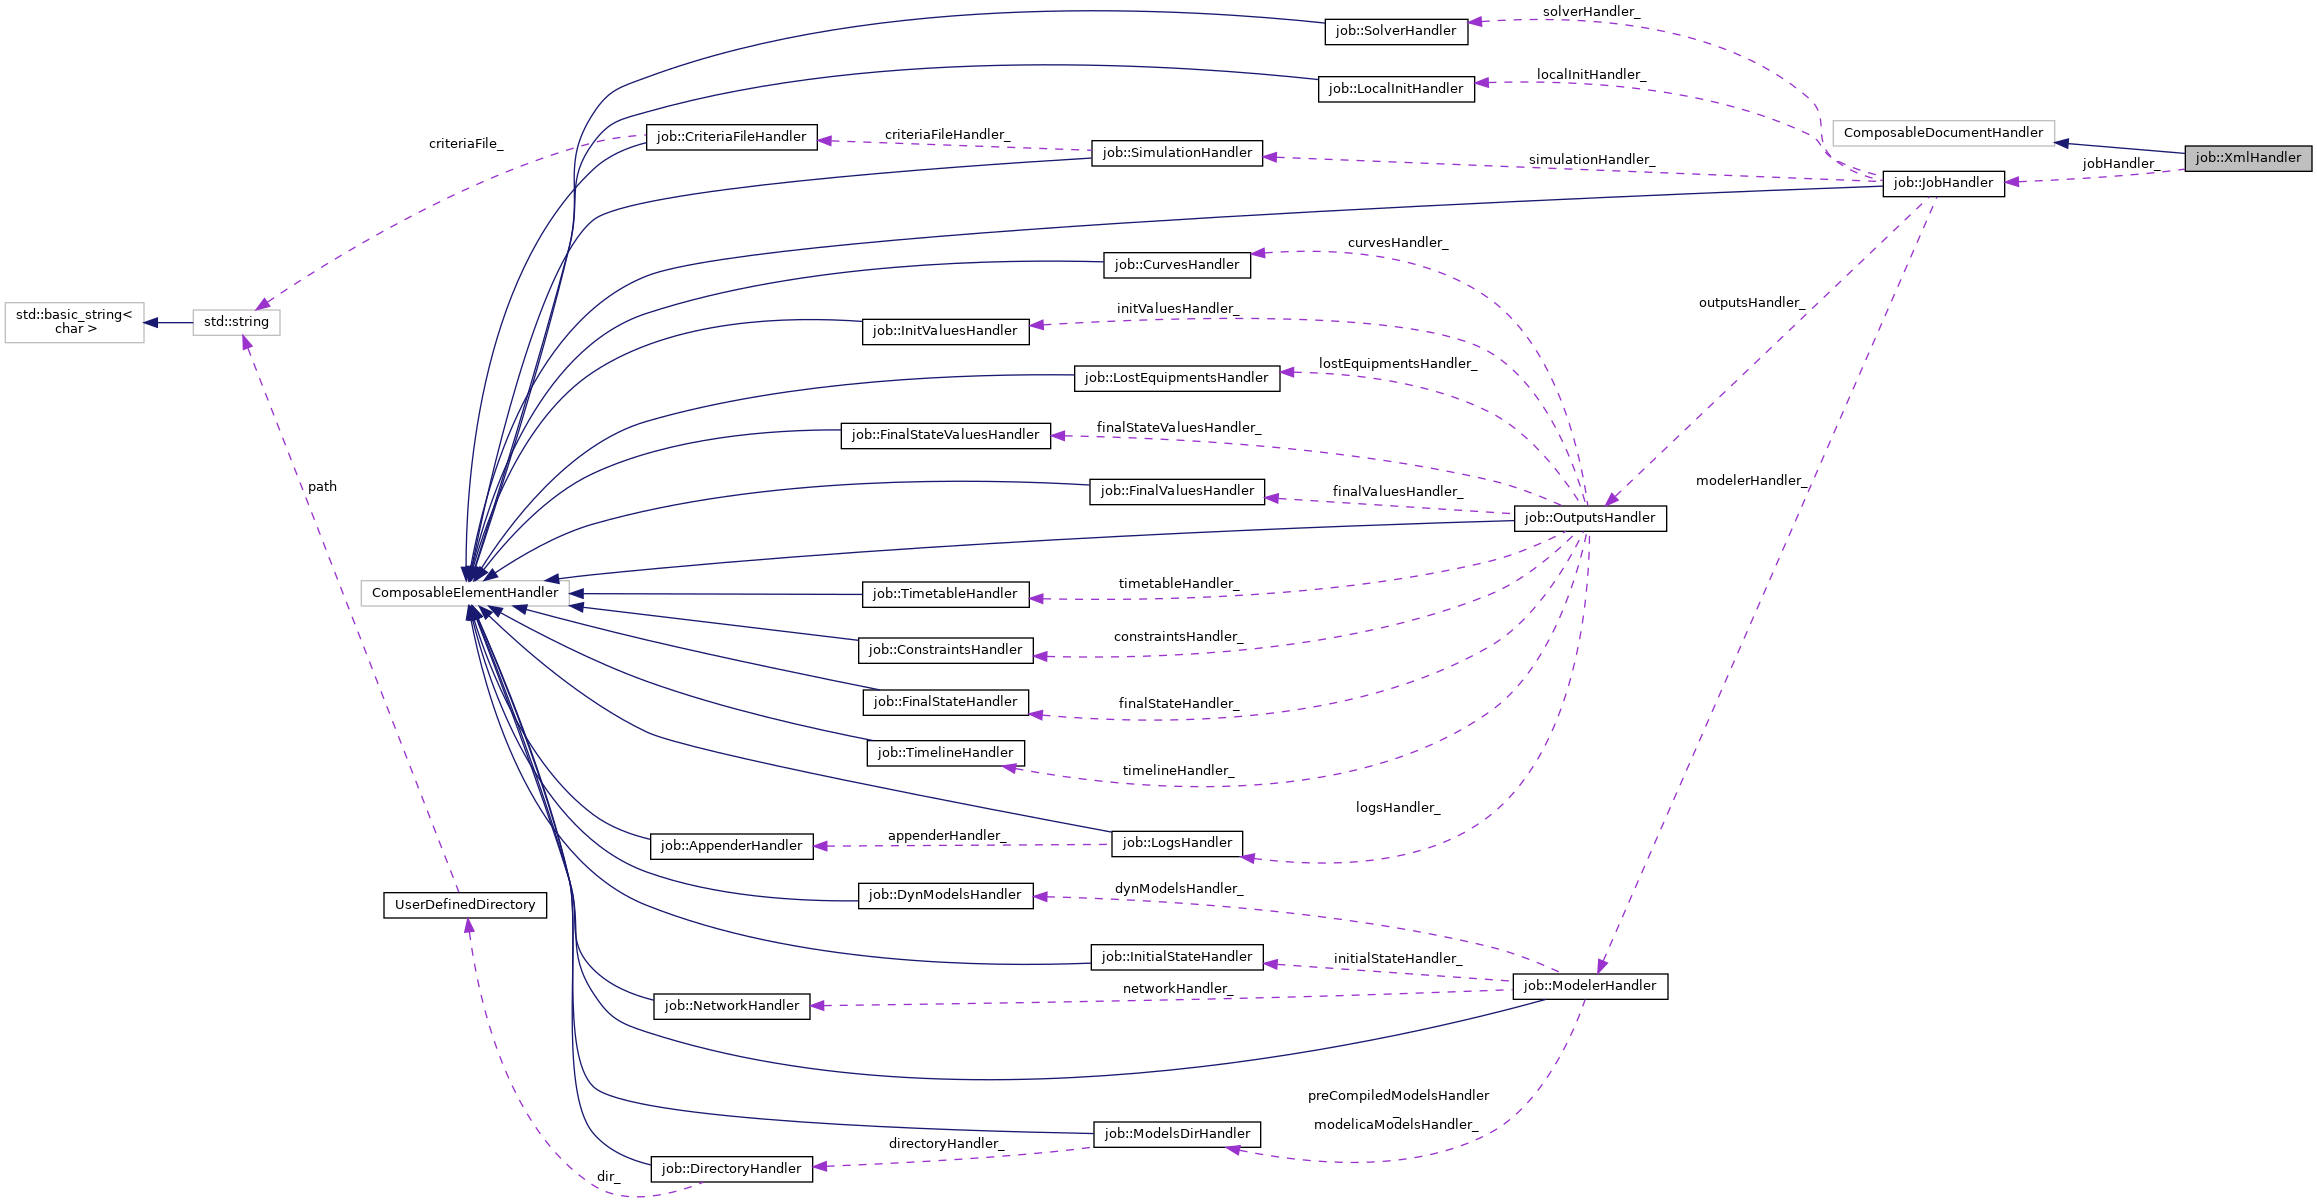 solverHandler_
job::SolverHandler
localInitHandler_
job::LocalInitHandler
ComposableDocumentHandler
criteriaFileHandler_
job::CriteriaFileHandler
criteriaFile_
job::SimulationHandler
simulationHandler_
job::XmlHandler
jobHandler_
job::JobHandler
curvesHandler_
job::CurvesHandler
outputsHandler_
initValuesHandler_
std::basic_string<
char >
std::string
job::InitValuesHandler
lostEquipmentsHandler_
job::LostEquipmentsHandler
finalStateValuesHandler_
job::FinalStateValuesHandler
modelerHandler_
path
finalValuesHandler_
job::FinalValuesHandler
job::OutputsHandler
timetableHandler_
ComposableElementHandler
job::TimetableHandler
constraintsHandler_
job::ConstraintsHandler
finalStateHandler_
job::FinalStateHandler
job::TimelineHandler
timelineHandler_
logsHandler_
appenderHandler_
job::AppenderHandler
job::LogsHandler
dynModelsHandler_
job::DynModelsHandler
UserDefinedDirectory
job::InitialStateHandler
initialStateHandler_
networkHandler_
job::ModelerHandler
job::NetworkHandler
preCompiledModelsHandler
_
modelicaModelsHandler_
job::ModelsDirHandler
directoryHandler_
job::DirectoryHandler
dir_